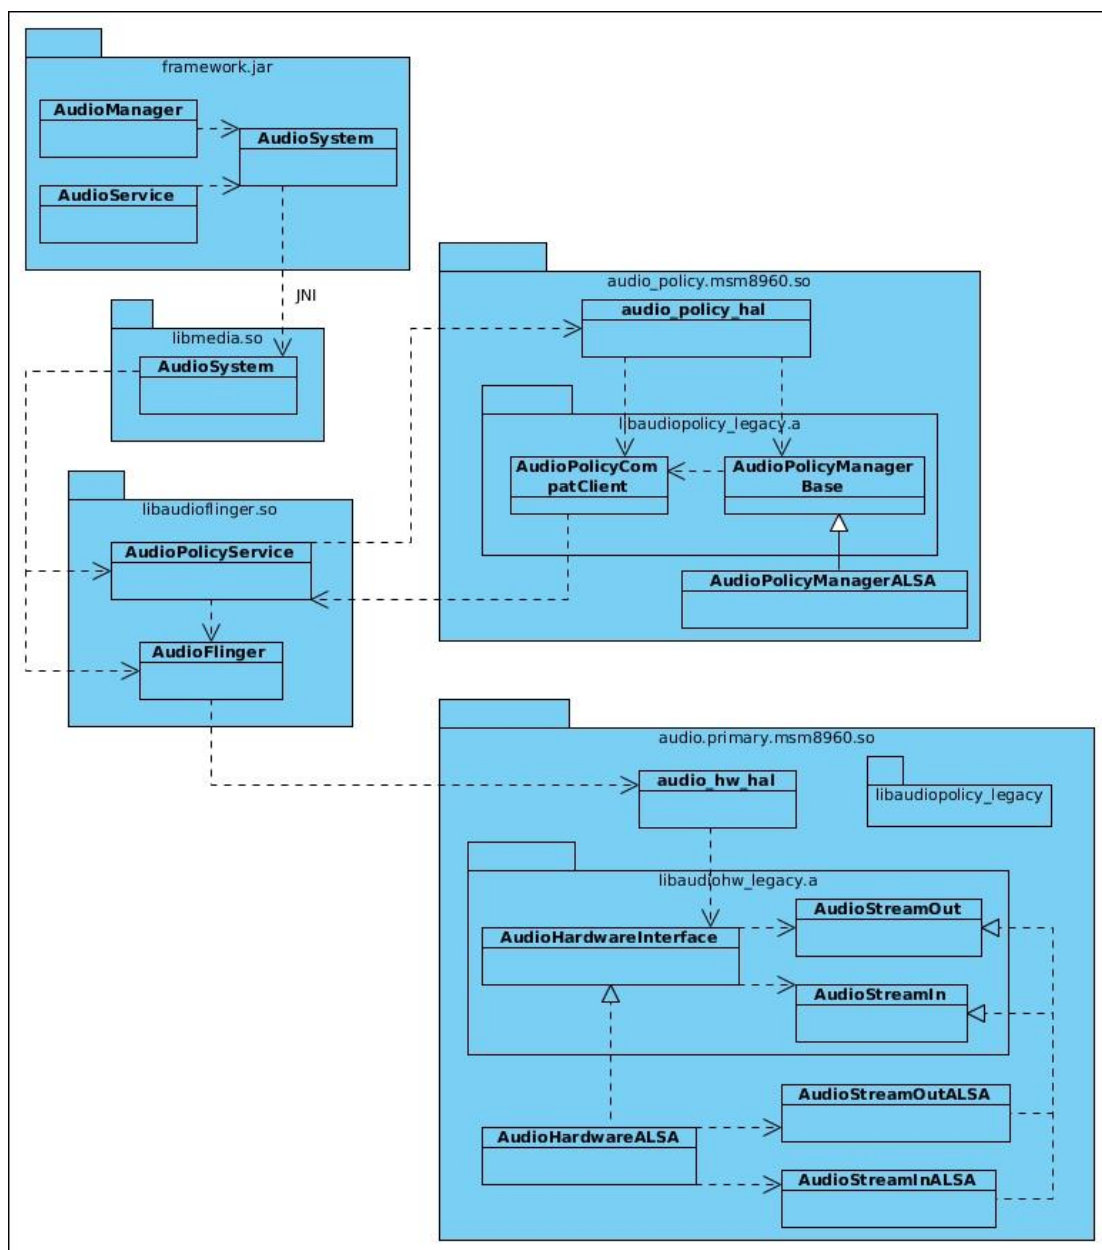 framework.jar
AudioManager
AudioSystem
AudioService
JNI
libmedia.so
AudioSystem
audio_policy.msm8960.so
audio_policy_hal
libaudiopolicy_legacy.a
AudioPolicyCom
patClient
AudioPolicyManager
Base
AudioPolicyManagerALSA
libaudioflinger.so
AudioPolicyService
AudioFlinger
audio.primary.msm8960.so
audio_hw_hal
libaudiopolicy_legacy
libaudiohw_legacy.a
AudioStreamOut
AudioHardwareInterface
AudioStreamIn
AudioStreamOutALSA
AudioHardwareALSA
AudioStreamInALSA